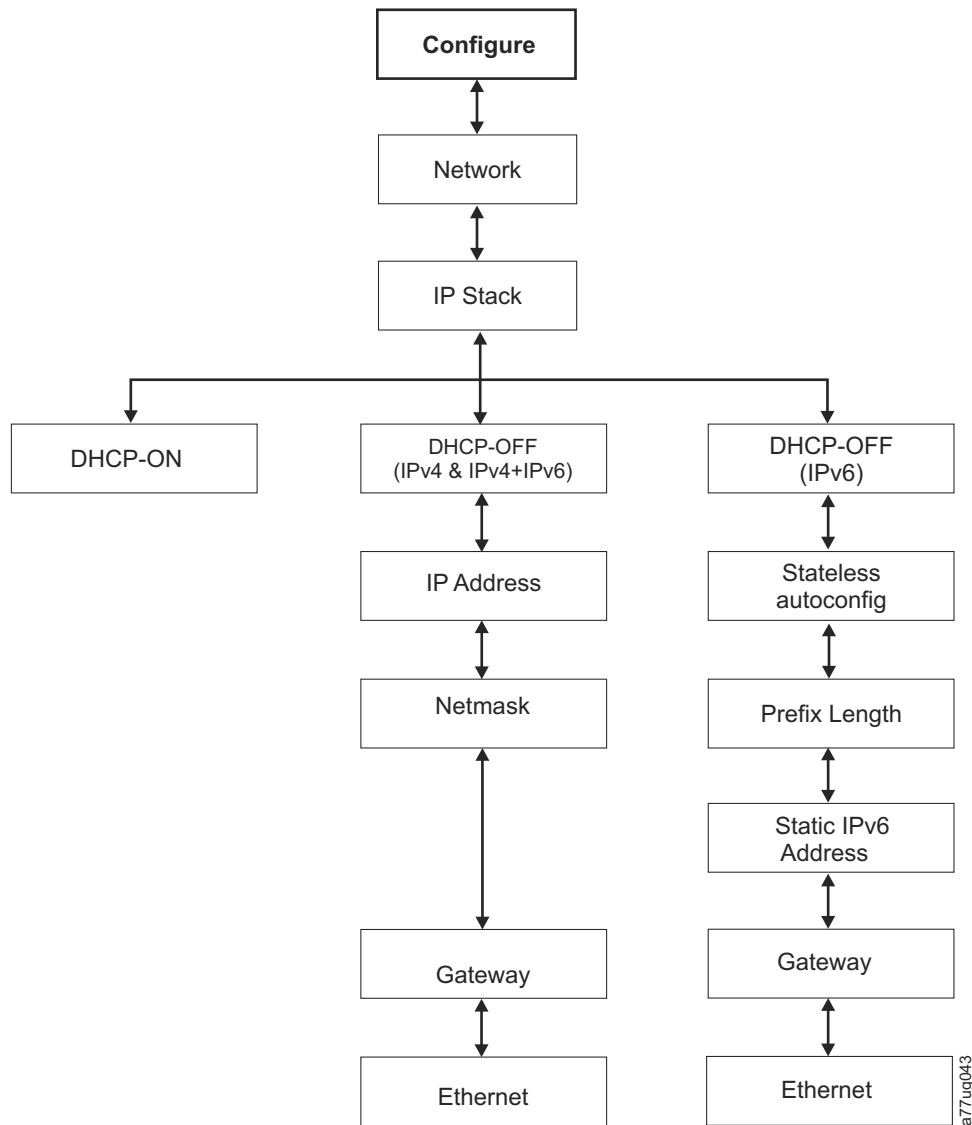 Configure
Network
IP Stack
DHCP-ON
DHCP-OFF
(IPv4 & IPv4+IPv6)
DHCP-OFF
(IPv6)
IP Address
Stateless
autoconfig
Netmask
Prefix Length
Static IPv6
Address
Gateway
Gateway
Ethernet
Ethernet
a77ug043